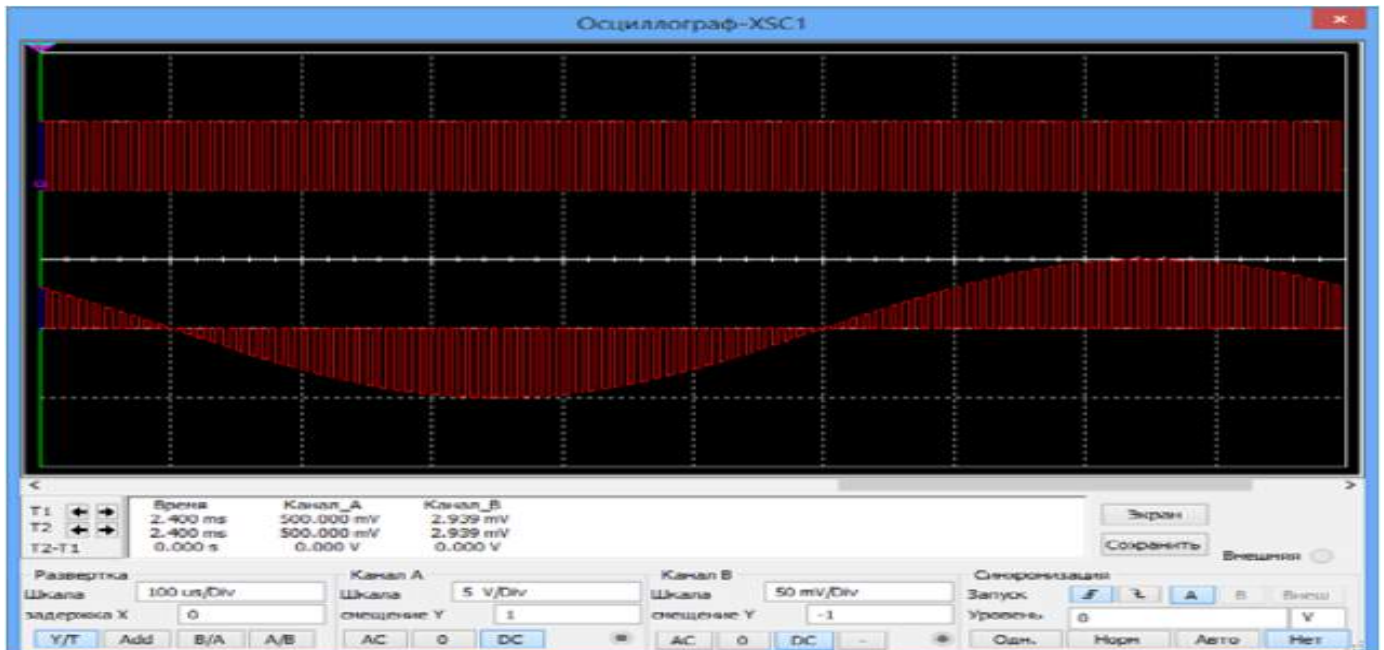 Осциллограф-XSC1
T1
T2
T2-T1
Время Канал_A Канал_B
2.400 ms 500.000 mV 2.939 mV
2.400 ms 500.000 mV 2.939 mV
0.000 s 0.000 V 0.000 V
Экран
Сохранить
Внешняя
Развертка Канал A Канал B Синхронизация
Шкала 100 us/Div Шкала 5 V/Div Шкала 50 mV/Div Запуск A B Внеш
задержка X 0 смещение Y 1 смещение Y -1 Уровень 0 V
Y/T Add B/A A/B AC 0 DC AC 0 DC - Одн. Норм Авто Нет